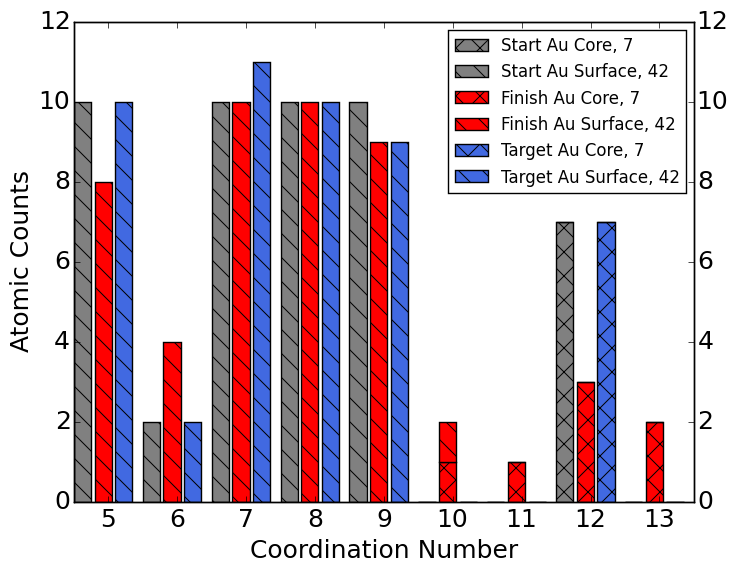 12
10
8
6
4
2
0
Atomic Counts
Start Au Core, 7
Start Au Surface, 42
Finish Au Core, 7
Finish Au Surface, 42
Target Au Core, 7
Target Au Surface, 42
12
10
8
6
4
2
0
5 6 7 8 9 10 11 12 13
Coordination Number